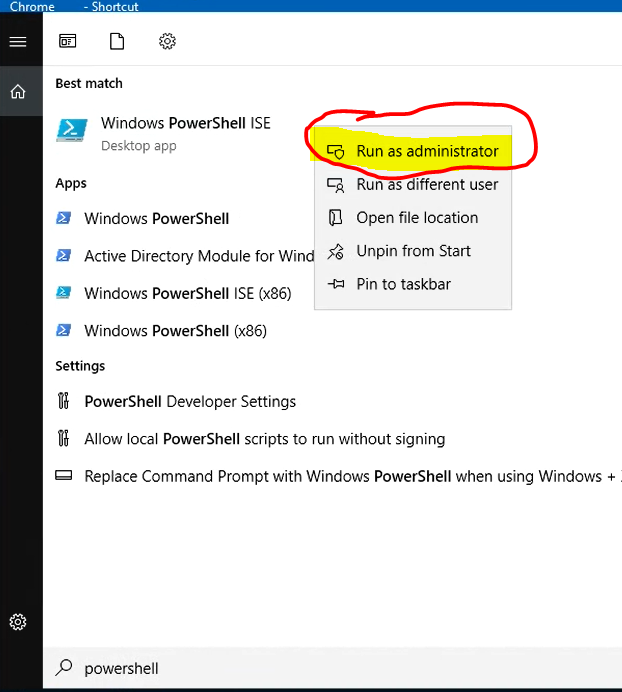 Chrome - Shortcut
Best match
Windows PowerShell ISE
Desktop app
Run as administrator
Run as different user
Open file location
Unpin from Start
Pin to taskbar
Apps
Windows PowerShell
Active Directory Module for Wind
Windows PowerShell ISE (x86)
Windows PowerShell (x86)
Settings
PowerShell Developer Settings
Allow local PowerShell scripts to run without signing
Replace Command Prompt with Windows PowerShell when using Windows +
powershell